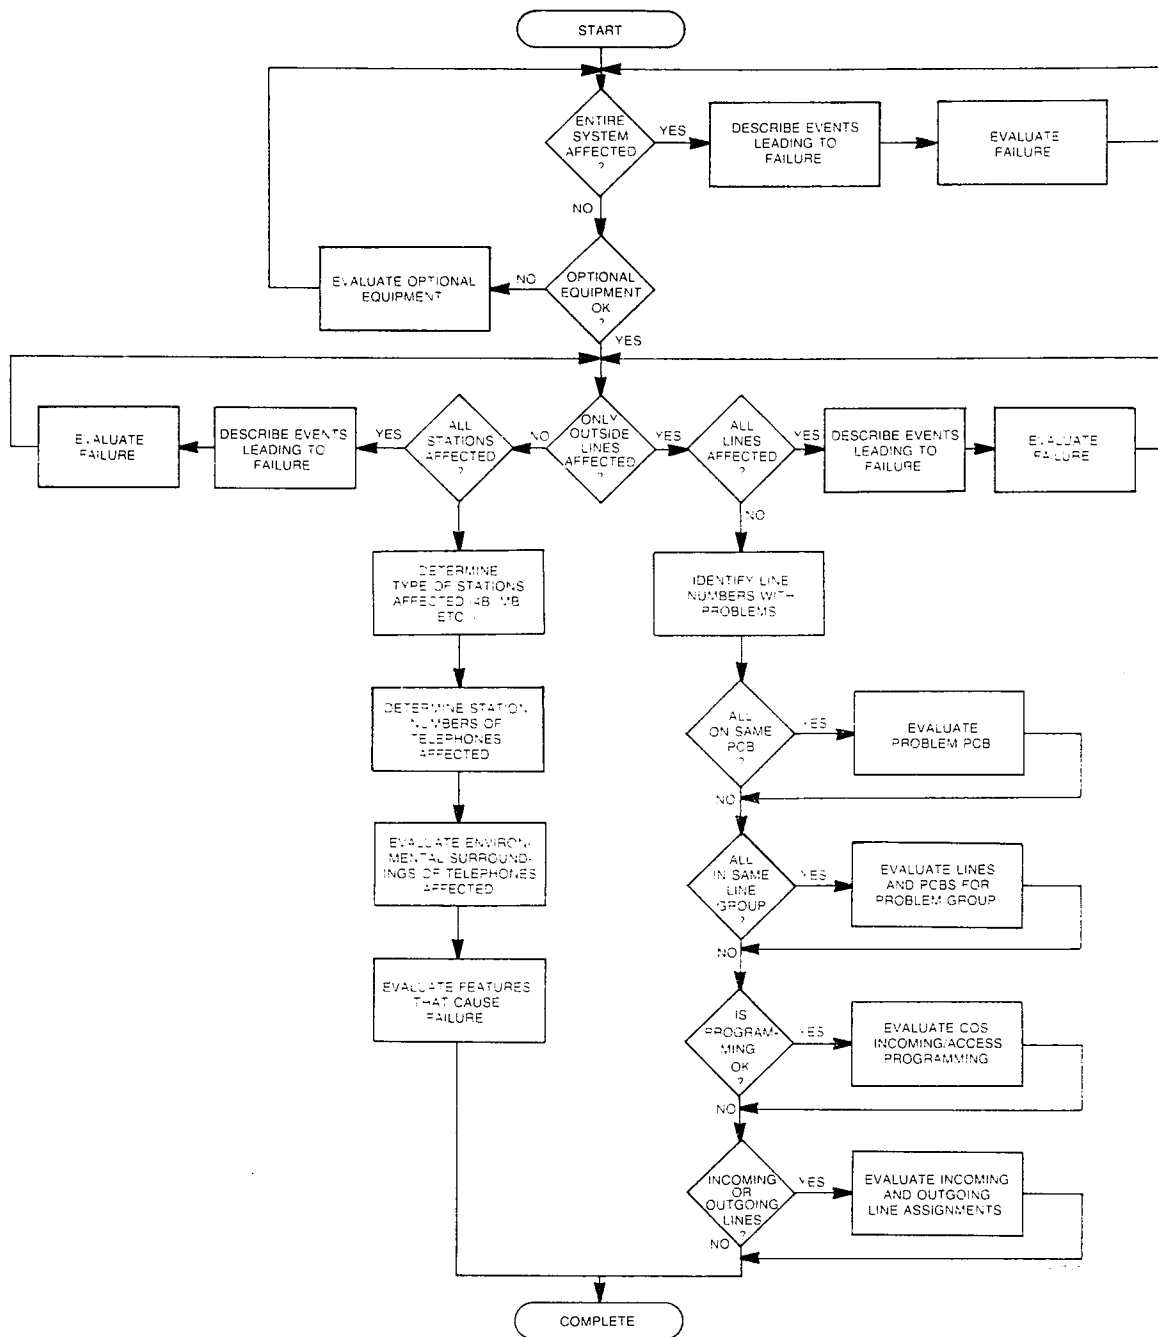 START
ENTIRE
SYSTEM
AFFECTED
?
YES
DESCRIBE EVENTS
LEADING TO
FAILURE
EVALUATE
FAILURE
NO
OPTIONAL
EQUIPMENT
OK
?
NO
EVALUATE OPTIONAL
EQUIPMENT
YES
ONLY
OUTSIDE
LINES
AFFECTED
?
NO
ALL
STATIONS
AFFECTED
?
YES
DESCRIBE EVENTS
LEADING TO
FAILURE
EVALUATE
FAILURE
YES
ALL
LINES
AFFECTED
?
YES
DESCRIBE EVENTS
LEADING TO
FAILURE
EVALUATE
FAILURE
NO
DETERMINE
TYPE OF STATIONS
AFFECTED
ETC
DETERMINE STATION
NUMBERS OF
TELEPHONES
AFFECTED
EVALUATE ENVIRON-
MENTAL SURROUND-
INGS OF TELEPHONES
AFFECTED
EVALUATE FEATURES
THAT CAUSE
FAILURE
IDENTIFY LINE
NUMBERS WITH
PROBLEMS
ALL
ON SAME
PCB
?
YES
EVALUATE
PROBLEM PCB
NO
ALL
IN SAME
LINE
GROUP
?
YES
EVALUATE LINES
AND PCBS FOR
PROBLEM GROUP
NO
IS
PROGRAM-
MING
OK
?
YES
EVALUATE COS
INCOMING/ACCESS
PROGRAMMING
NO
INCOMING
OR
OUTGOING
LINES
?
YES
EVALUATE INCOMING
AND OUTGOING
LINE ASSIGNMENTS
NO
COMPLETE